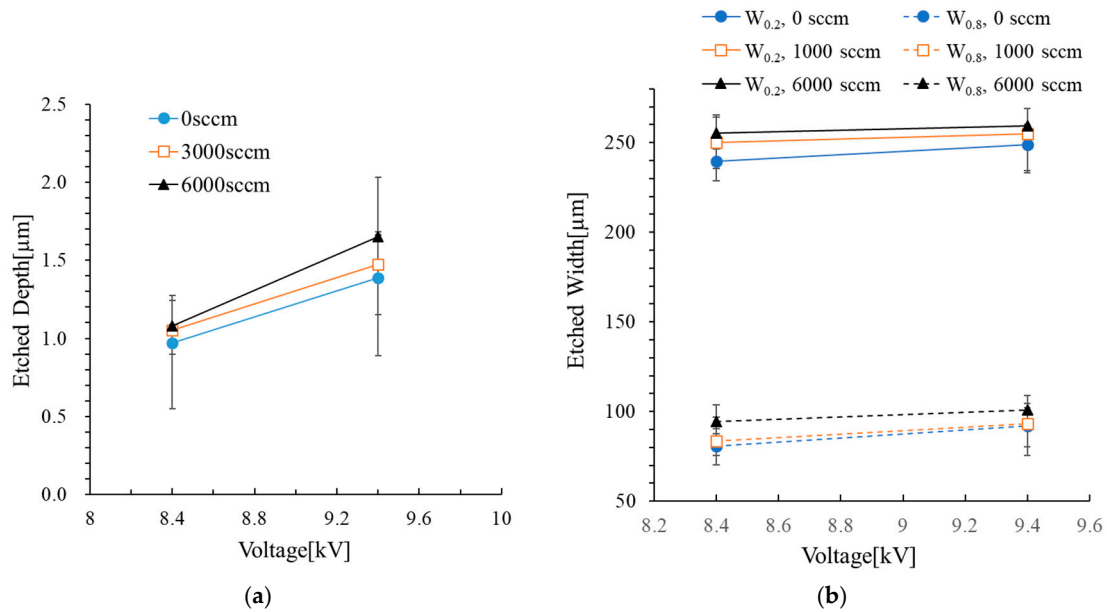 0sccm
3000sccm
6000sccm
Etched Depth[μm]
2.5
2.0
1.5
1.0
0.5
0.0
8 8.4 8.8 9.2 9.6 10
Voltage[kV]
(a)
W0.2, 0 sccm W0.8, 0 sccm
W0.2, 1000 sccm W0.8, 1000 sccm
W0.2, 6000 sccm W0.8, 6000 sccm
Etched Width[μm]
250
200
150
100
50
8.2 8.4 8.6 8.8 9 9.2 9.4 9.6
Voltage[kV]
(b)